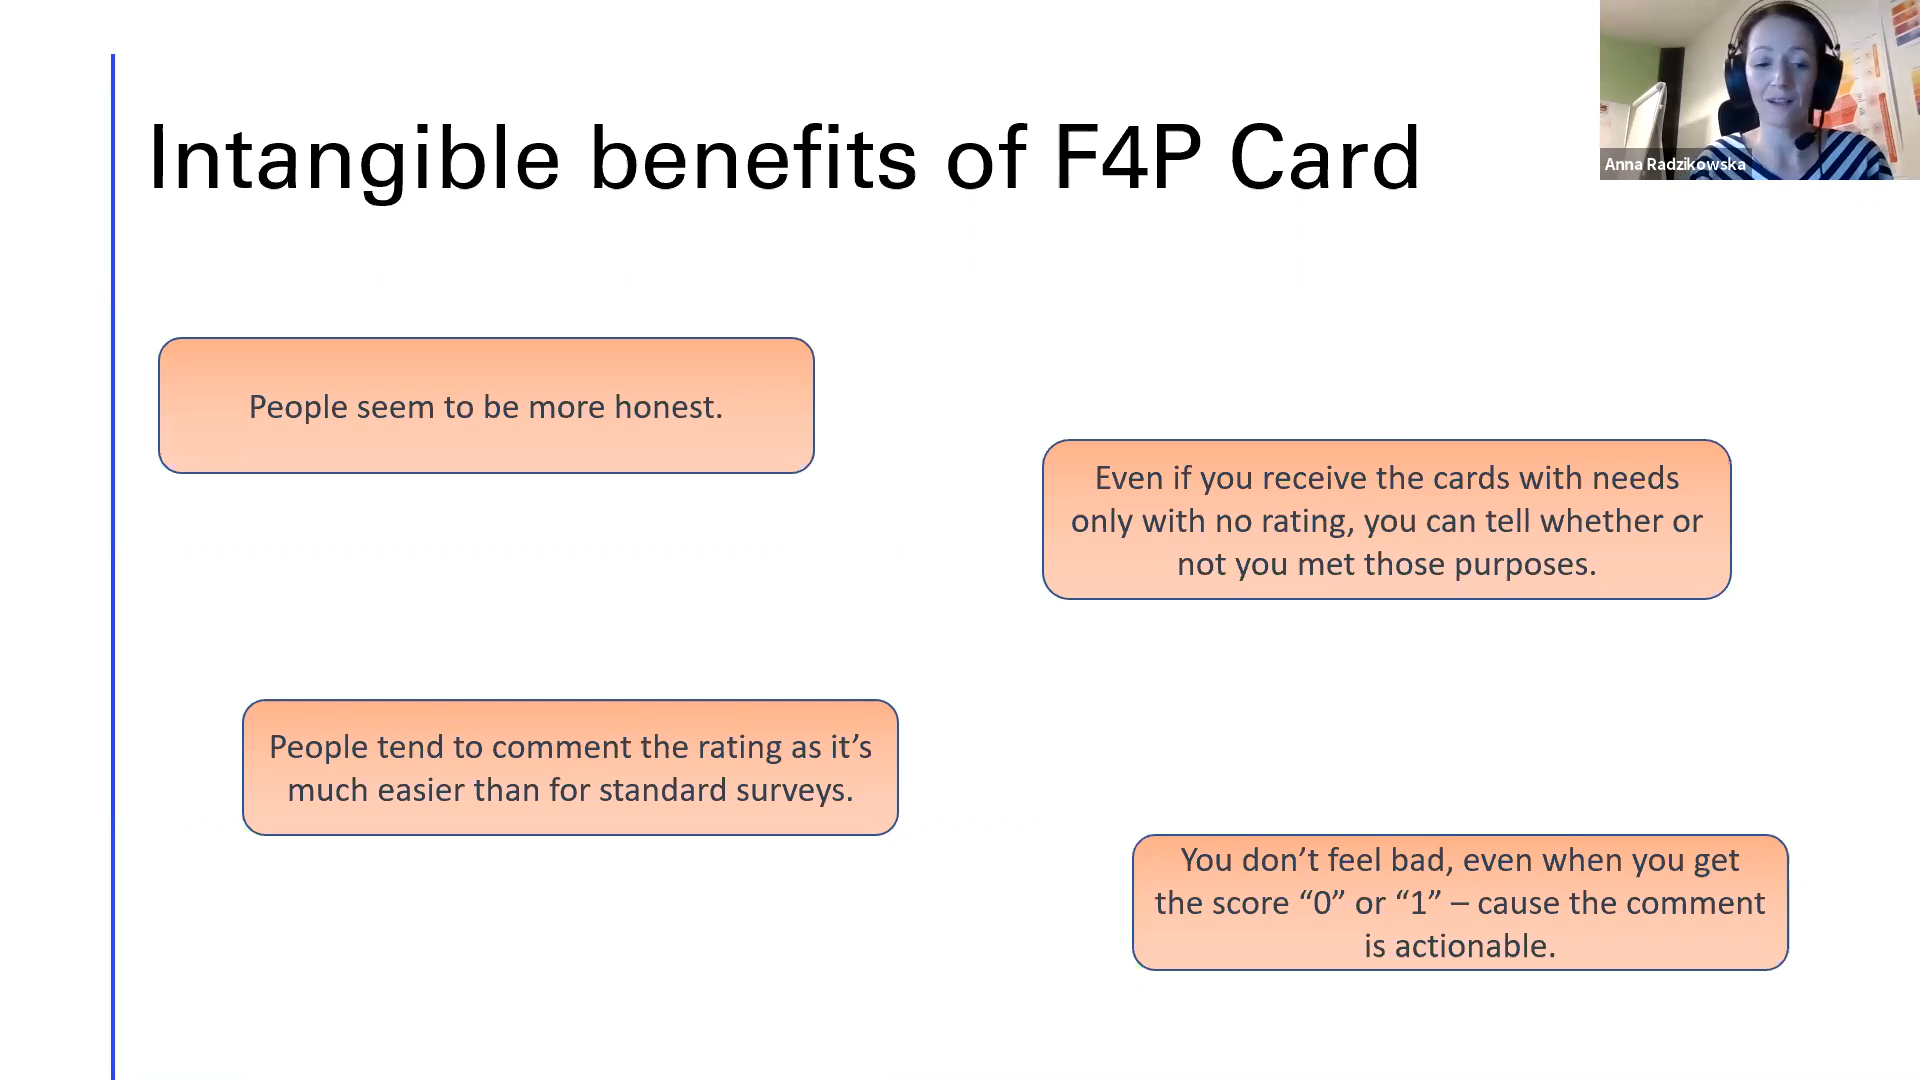 Intangible benefits of F4P Card
Anna Radzikowska
People seem to be more honest.
Even if you receive the cards with needs
only with no rating, you can tell whether or
not you met those purposes.
People tend to comment the rating as it’s
much easier than for standard surveys.
You don’t feel bad, even when you get
the score “0” or “1” – cause the comment
is actionable.